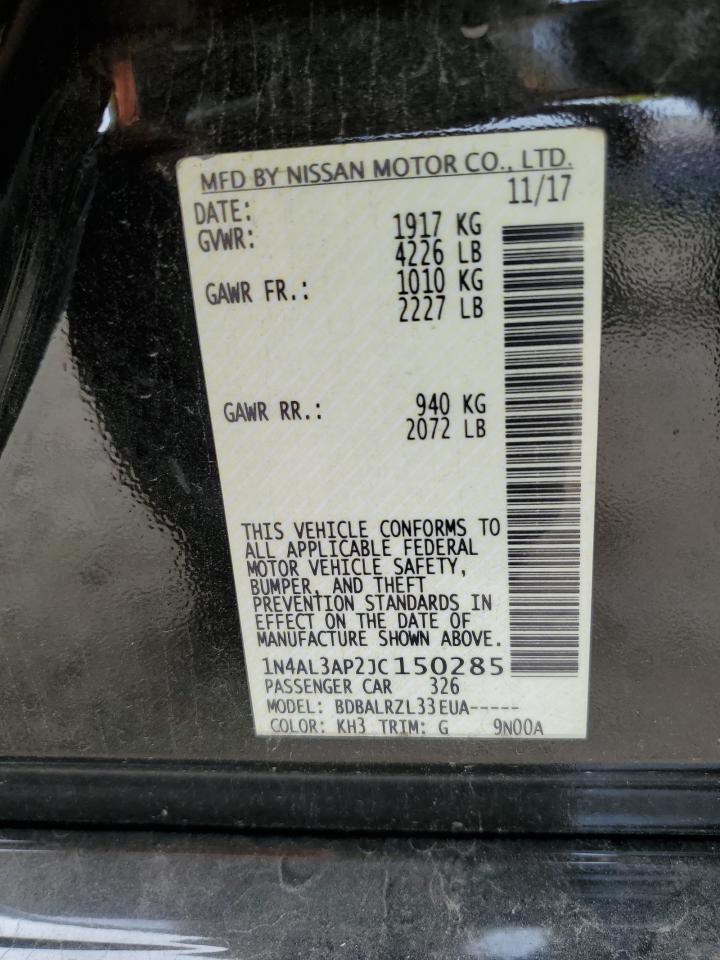 MFD BY NISSAN MOTOR CO., LTD.
DATE: 11/17
GVWR: 1917 KG
4226 LB
GAWR FR.: 1010 KG
2227 LB
GAWR RR.: 940 KG
2072 LB
THIS VEHICLE CONFORMS TO
ALL APPLICABLE FEDERAL
MOTOR VEHICLE SAFETY,
BUMPER, AND THEFT
PREVENTION STANDARDS IN
EFFECT ON THE DATE OF
MANUFACTURE SHOWN ABOVE.
1N4AL3AP2JC150285
PASSENGER CAR 326
MODEL: BDBALRZL33EUA-----
COLOR: KH3 TRIM: G 9N00A